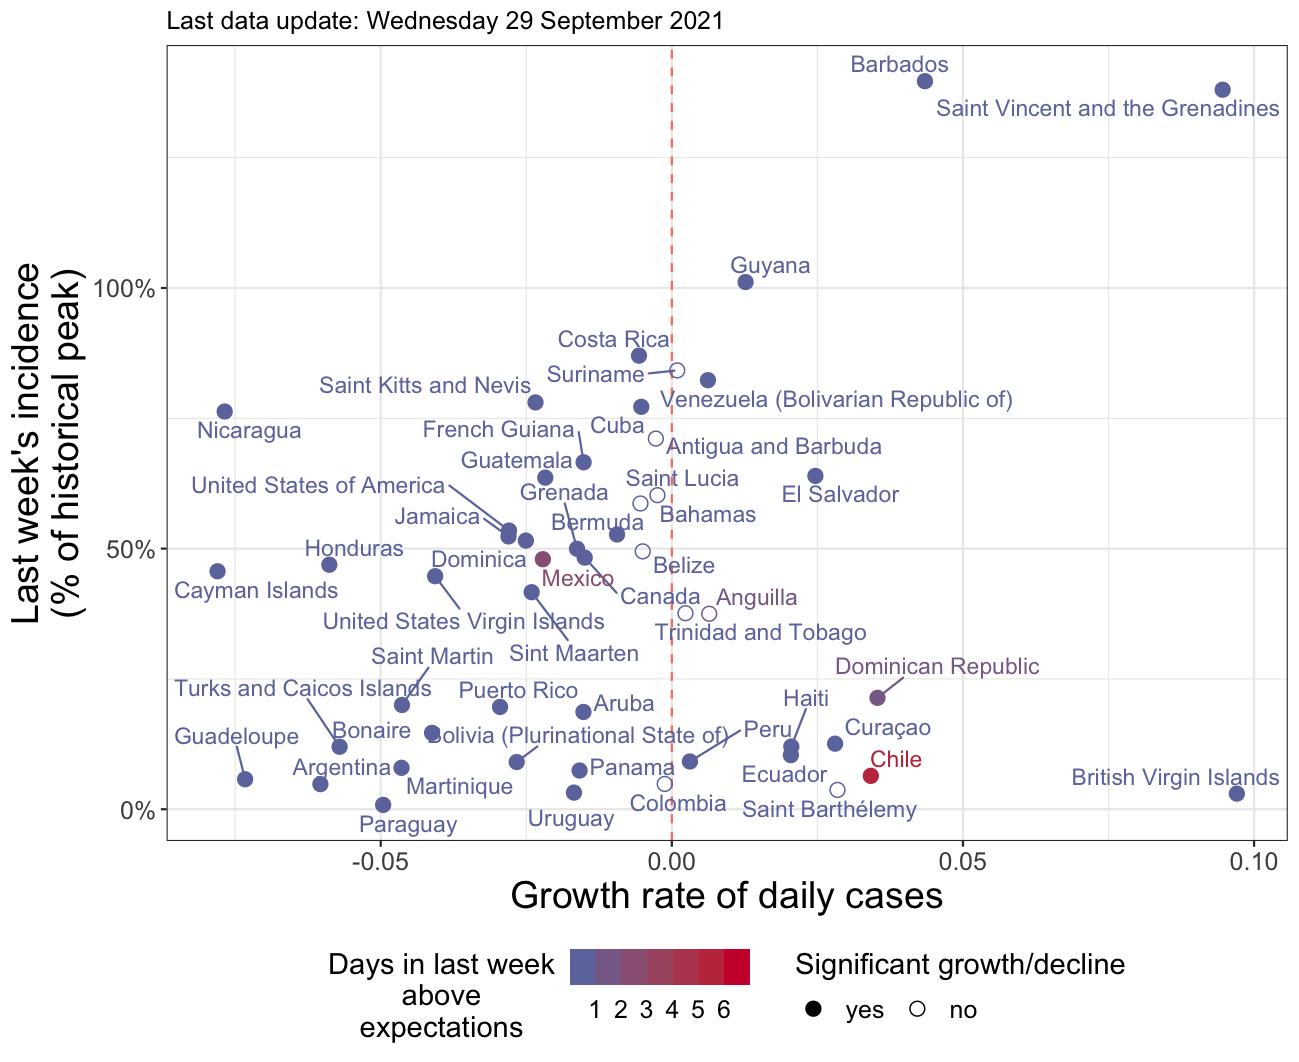 Last data update: Wednesday 29 September 2021
Barbados
Saint Vincent and the Grenadines
Guyana
100%
Costa Rica
Suriname
Saint Kitts and Nevis
Venezuela (Bolivarian Republic of)
Nicaragua
French Guiana
Cuba
Antigua and Barbuda
Guatemala
Saint Lucia
United States of America
Grenada
El Salvador
Jamaica
Bermuda
Bahamas
50%
Honduras
Dominica
Belize
Mexico
Cayman Islands
Canada
Anguilla
United States Virgin Islands
Trinidad and Tobago
Saint Martin
Sint Maarten
Dominican Republic
Turks and Caicos Islands
Puerto Rico
Aruba
Haiti
Guadeloupe
Bonaire
Bolivia (Plurinational State of)
Peru
Curaçao
Argentina
Martinique
Panama
Ecuador
Chile
British Virgin Islands
0%
Paraguay
Uruguay
Colombia
Saint Barthélemy
-0.05
0.00
0.05
0.10
Last week's incidence
(% of historical peak)
Growth rate of daily cases
Days in last week
above
expectations
1 2 3 4 5 6
Significant growth/decline
yes
no